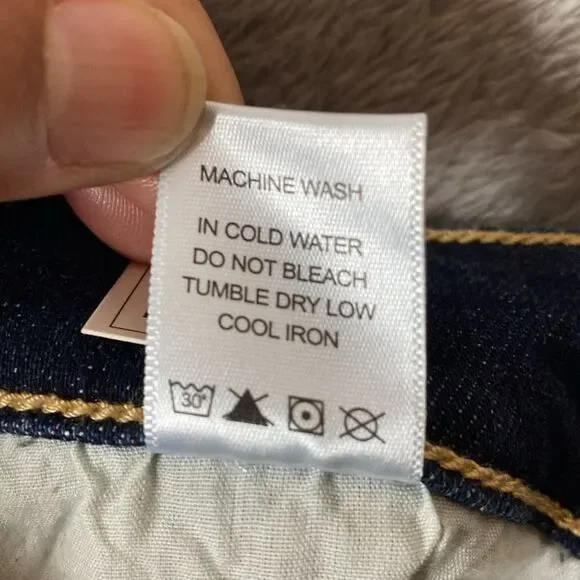 MACHINE WASH
IN COLD WATER
DO NOT BLEACH
TUMBLE DRY LOW
COOL IRON
30°